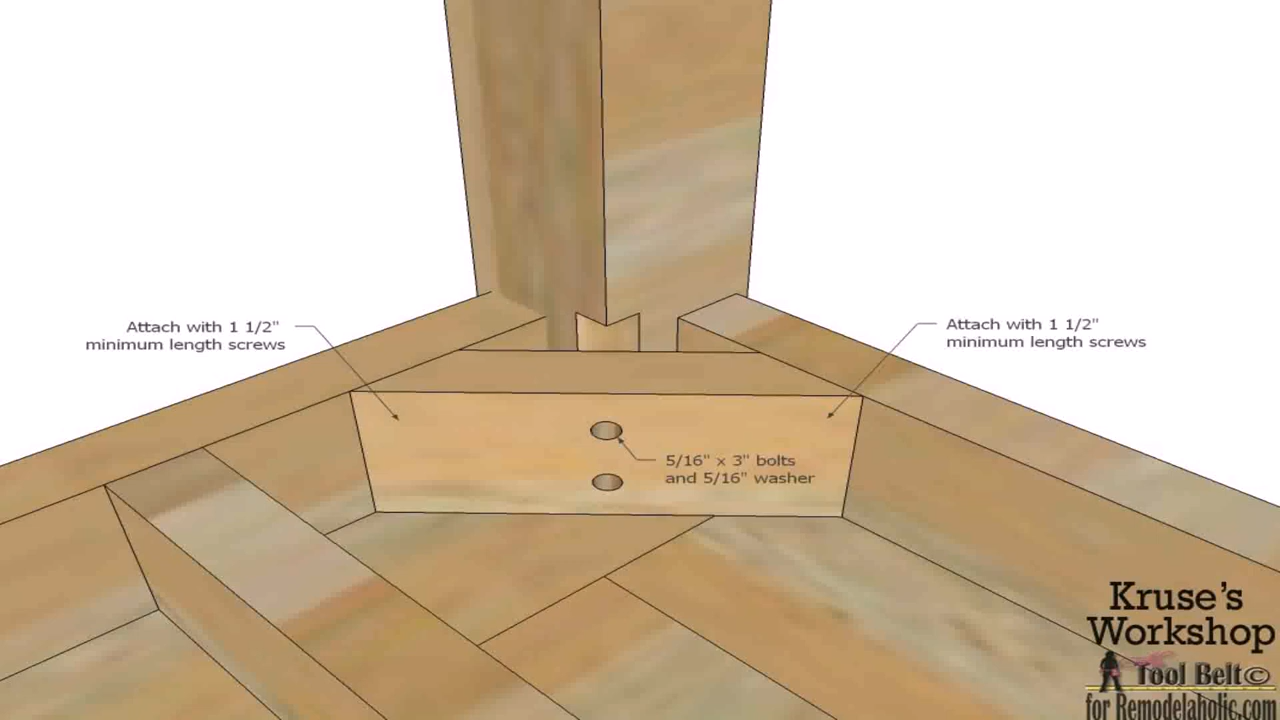 Attach with 1 1/2"
minimum length screws
Attach with 1 1/2"
minimum length screws
5/16" x 3" bolts
and 5/16" washer
Kruse's
Workshop
Tool Belt©
for Remodelaholic.com